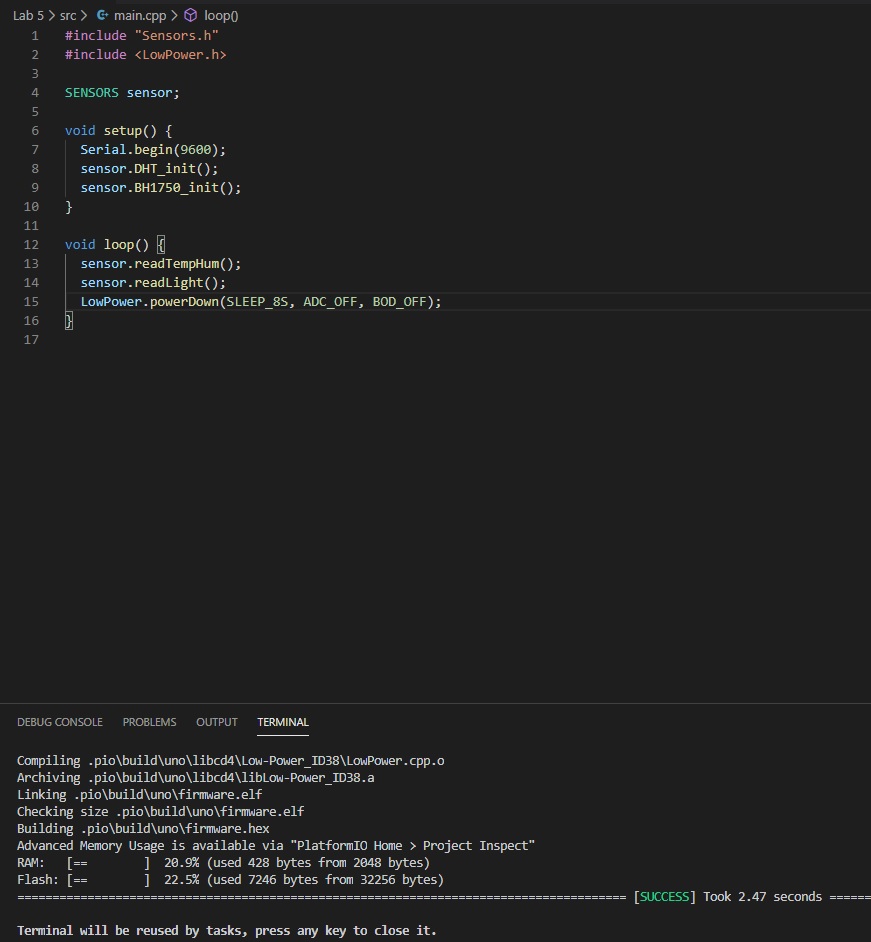 Lab 5 > src > main.cpp > loop()
1 #include "Sensors.h"
2 #include <LowPower.h>
3
4 SENSORS sensor;
5
6 void setup() {
7   Serial.begin(9600);
8   sensor.DHT_init();
9   sensor.BH1750_init();
10 }
11
12 void loop() {
13   sensor.readTempHum();
14   sensor.readLight();
15   LowPower.powerDown(SLEEP_8S, ADC_OFF, BOD_OFF);
16 }
17
DEBUG CONSOLE PROBLEMS OUTPUT TERMINAL
Compiling .pio\build\uno\libcd4\Low-Power_ID38\LowPower.cpp.o
Archiving .pio\build\uno\libcd4\libLow-Power_ID38.a
Linking .pio\build\uno\firmware.elf
Checking size .pio\build\uno\firmware.elf
Building .pio\build\uno\firmware.hex
Advanced Memory Usage is available via "PlatformIO Home > Project Inspect"
RAM:   [==        ]  20.9% (used 428 bytes from 2048 bytes)
Flash: [==        ]  22.5% (used 7246 bytes from 32256 bytes)
======================================================================================= [SUCCESS] Took 2.47 seconds ======
Terminal will be reused by tasks, press any key to close it.